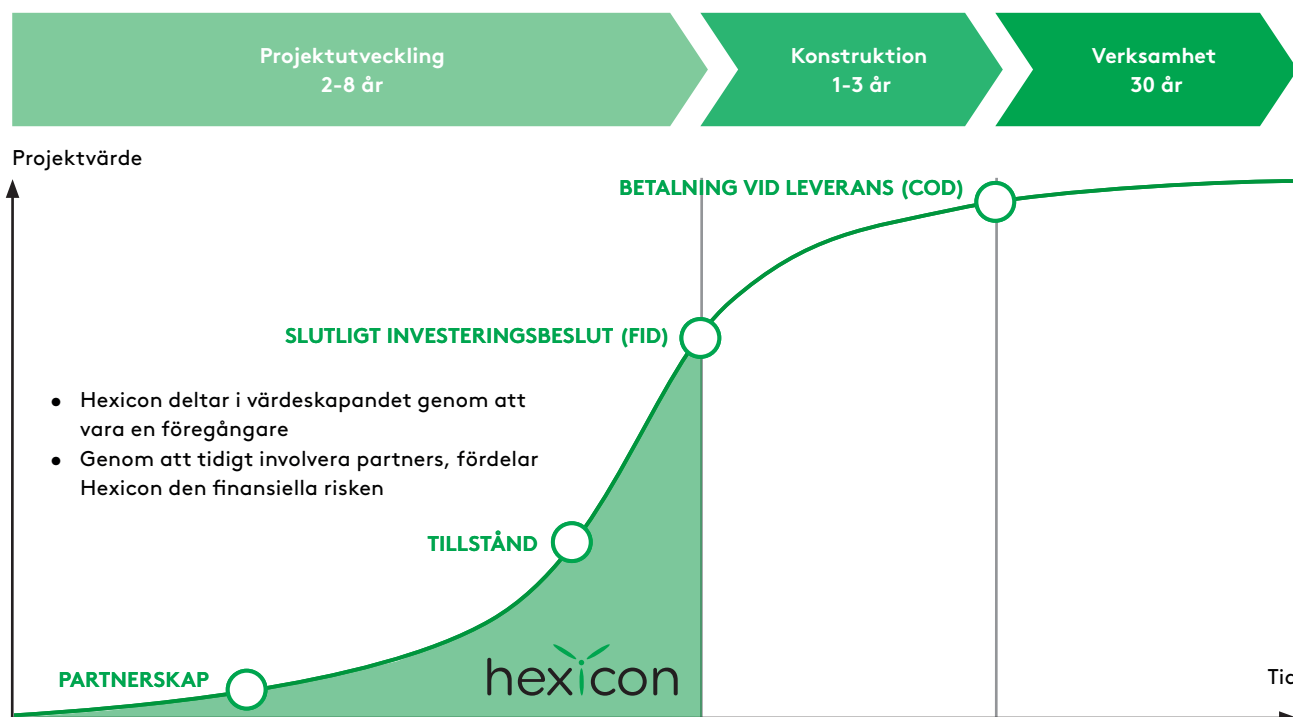 Projektutveckling
2-8 år
Konstruktion
1-3 år
Verksamhet
30 år
Projektvärde
BETALNING VID LEVERANS (COD)
SLUTLIGT INVESTERINGSBESLUT (FID)
• Hexicon deltar i värdeskapandet genom att
vara en föregångare
• Genom att tidigt involvera partners, fördelar
Hexicon den finansiella risken
TILLSTÅND
PARTNERSKAP
hexicon